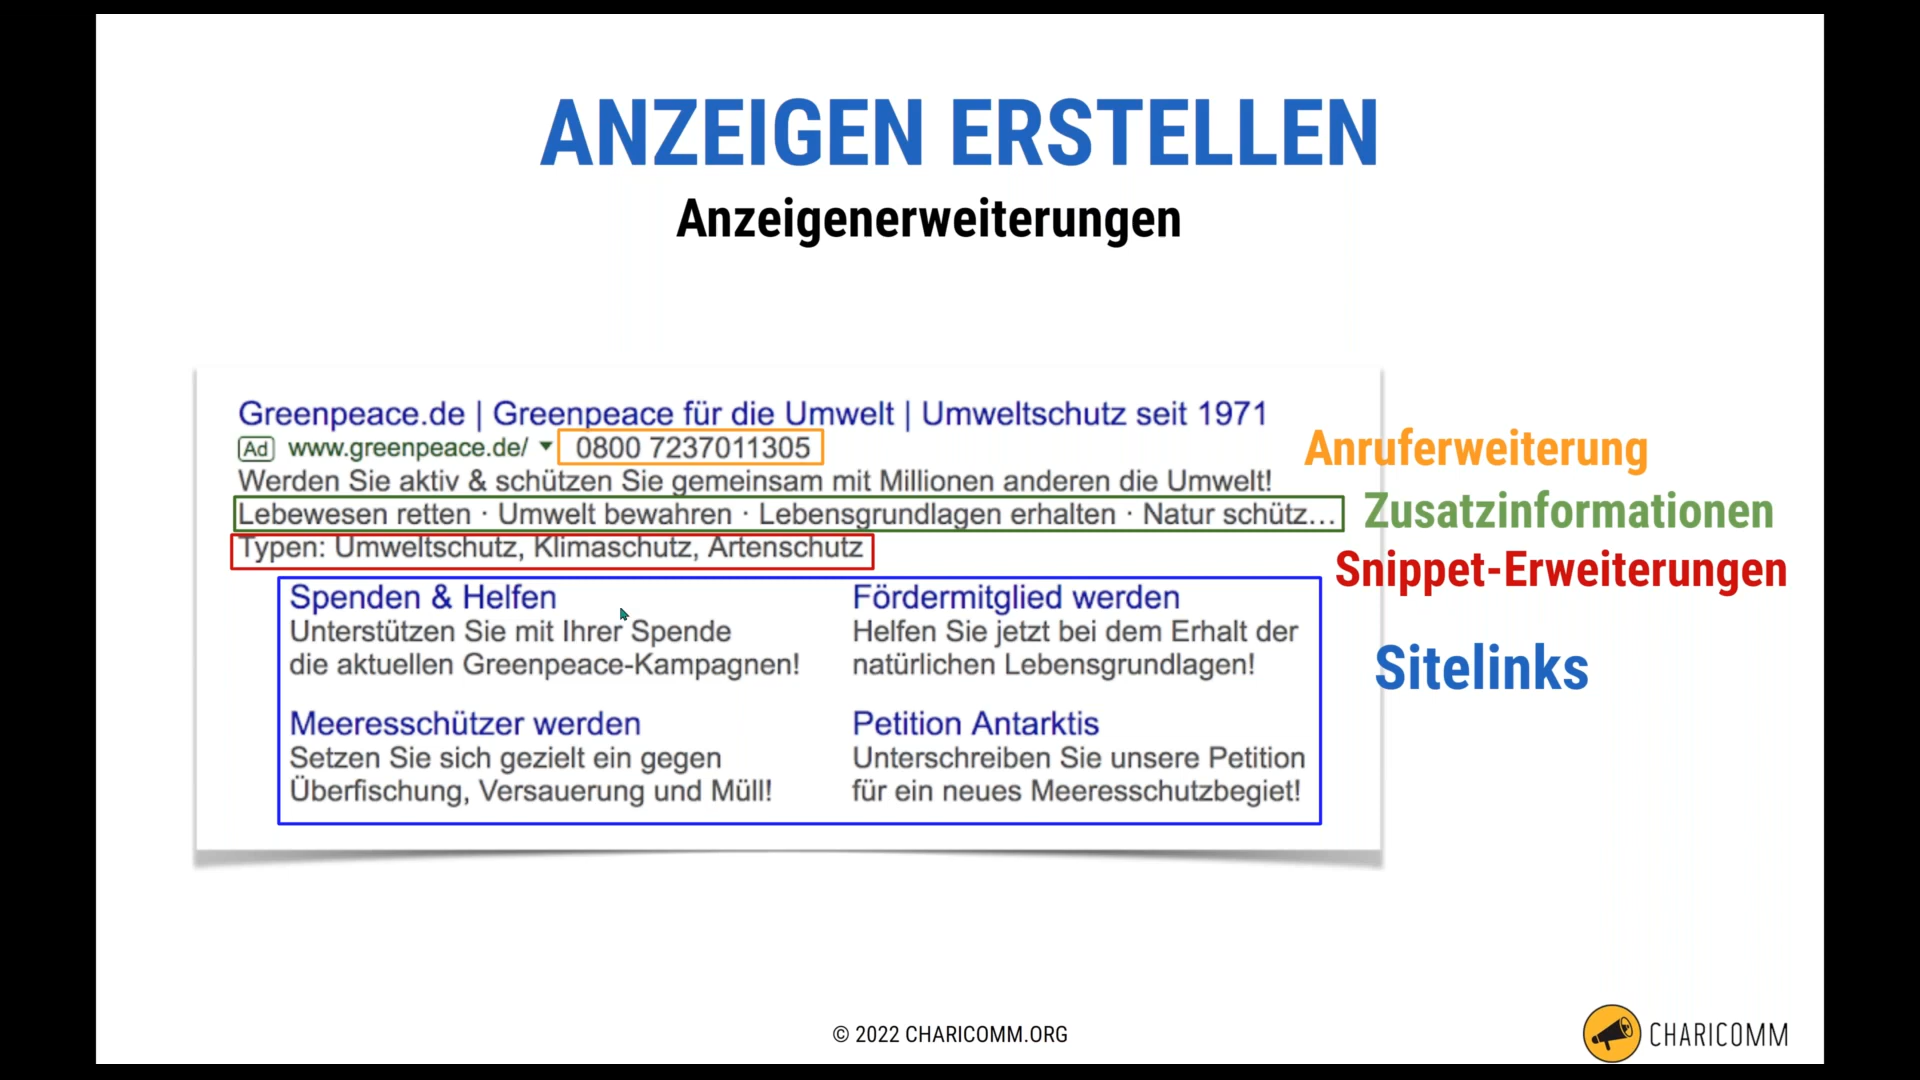 ANZEIGEN ERSTELLEN
Anzeigenerweiterungen
Greenpeace.de | Greenpeace für die Umwelt | Umweltschutz seit 1971
Ad www.greenpeace.de/ 0800 7237011305
Anruferweiterung
Werden Sie aktiv & schützen Sie gemeinsam mit Millionen anderen die Umwelt!
Lebewesen retten · Umwelt bewahren · Lebensgrundlagen erhalten · Natur schütz...
Zusatzinformationen
Typen: Umweltschutz, Klimaschutz, Artenschutz
Snippet-Erweiterungen
Spenden & Helfen
Unterstützen Sie mit Ihrer Spende
die aktuellen Greenpeace-Kampagnen!
Fördermitglied werden
Helfen Sie jetzt bei dem Erhalt der
natürlichen Lebensgrundlagen!
Sitelinks
Meeresschützer werden
Setzen Sie sich gezielt ein gegen
Überfischung, Versauerung und Müll!
Petition Antarktis
Unterschreiben Sie unsere Petition
für ein neues Meeresschutzbegiet!
© 2022 CHARICOMM.ORG
CHARICOMM